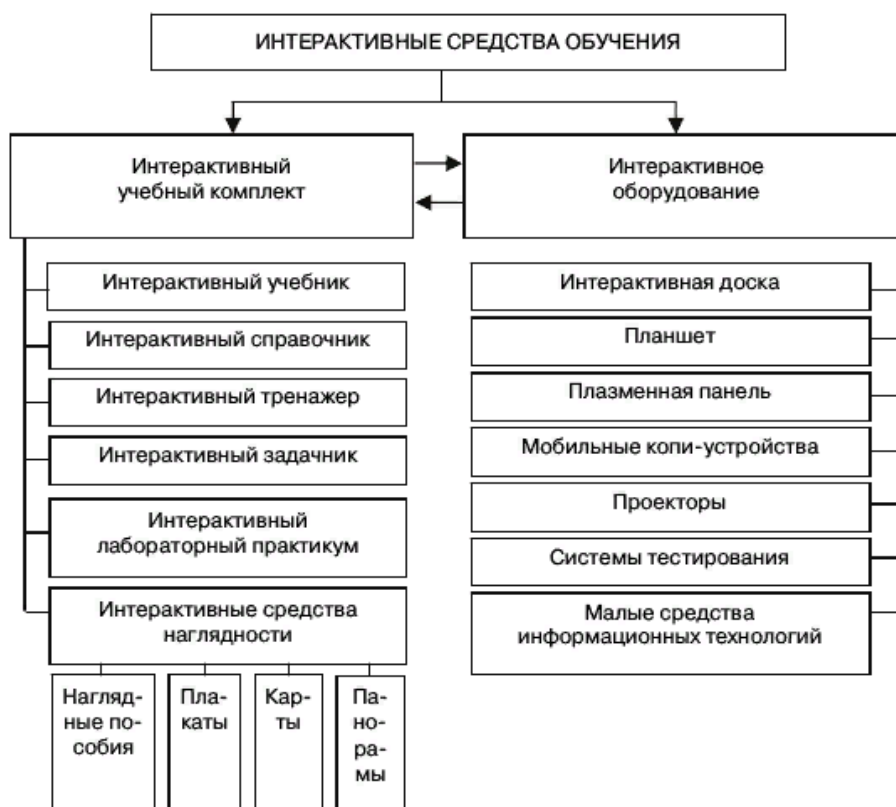 ИНТЕРАКТИВНЫЕ СРЕДСТВА ОБУЧЕНИЯ
Интерактивный
учебный комплект
Интерактивное
оборудование
Интерактивный учебник
Интерактивный справочник
Интерактивный тренажер
Интерактивный задачник
Интерактивный
лабораторный практикум
Интерактивные средства
наглядности
Нагляд-
ные по-
собия
Пла-
каты
Кар-
ты
Па-
но-
ра-
мы
Интерактивная доска
Планшет
Плазменная панель
Мобильные копи-устройства
Проекторы
Системы тестирования
Малые средства
информационных технологий